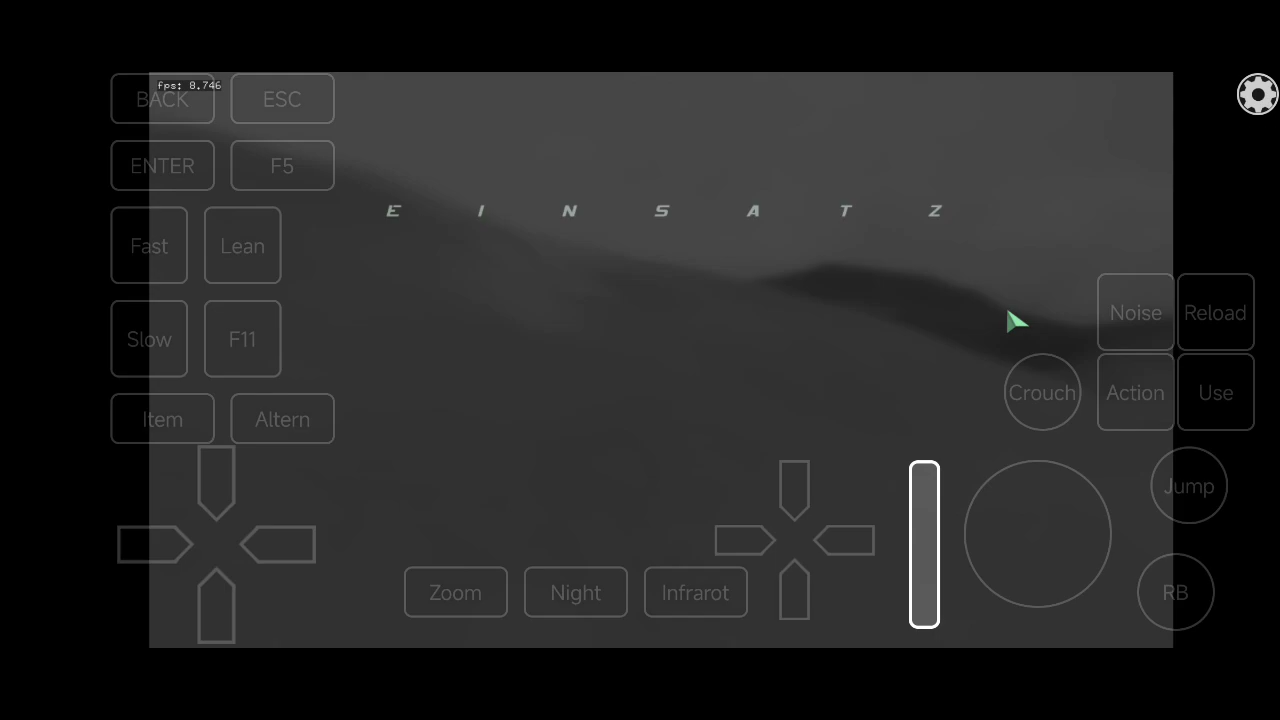 fps: 8.746
BACK ESC
ENTER F5
E I N S A T Z
Fast Lean
Noise Reload
Slow F11
Crouch Action Use
Item Altern
Jump
Zoom Night Infrarot RB